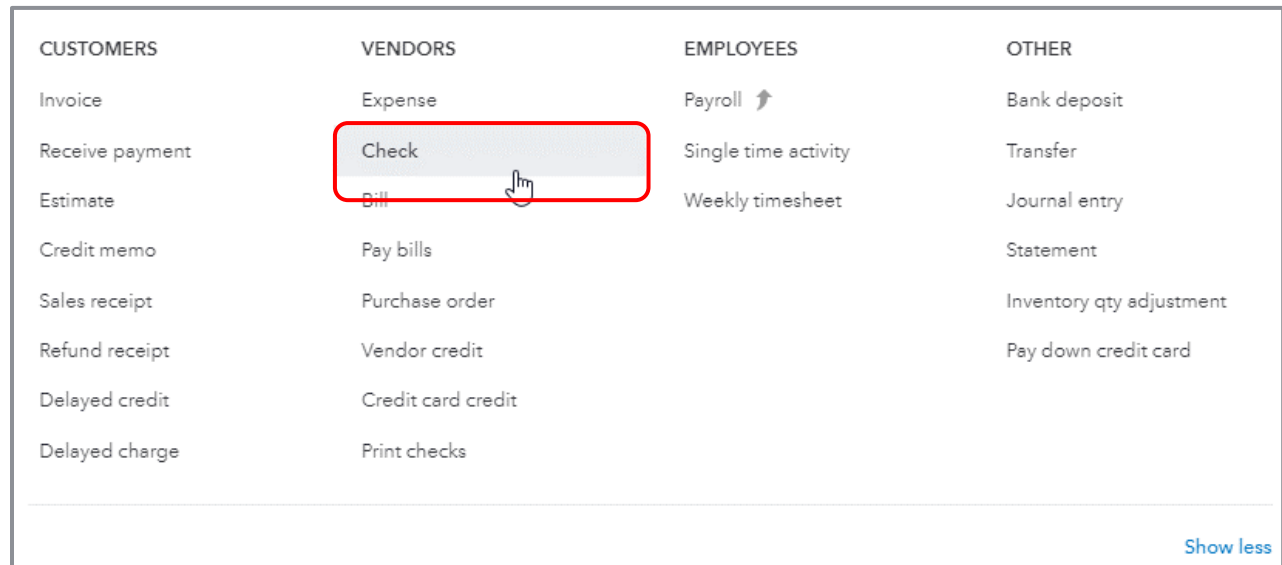 CUSTOMERS VENDORS EMPLOYEES OTHER
Invoice Expense Payroll Bank deposit
Receive payment Check Single time activity Transfer
Estimate Bill Weekly timesheet Journal entry
Credit memo Pay bills Statement
Sales receipt Purchase order Inventory qty adjustment
Refund receipt Vendor credit Pay down credit card
Delayed credit Credit card credit
Delayed charge Print checks
Show less